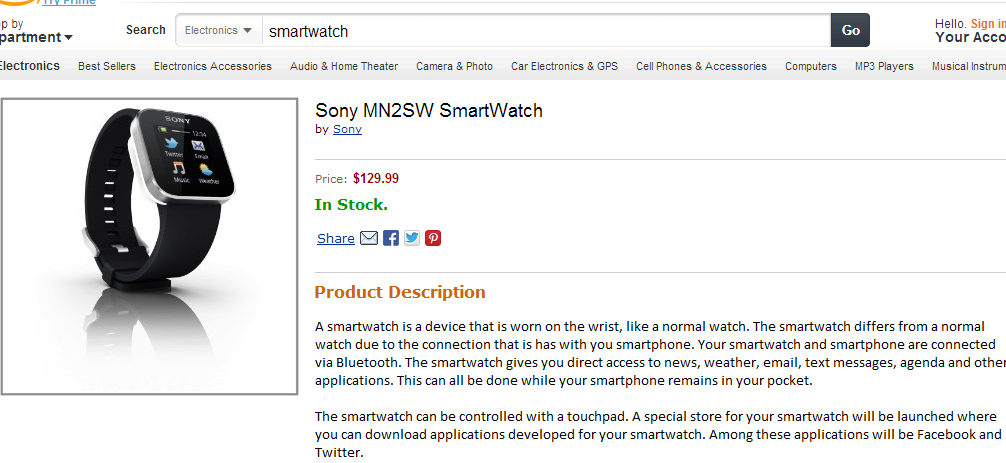 Try Prime
p by
partment
Search
Electronics
smartwatch
Go
Hello. Sign in
Your Acco
Electronics
Best Sellers
Electronics Accessories
Audio & Home Theater
Camera & Photo
Car Electronics & GPS
Cell Phones & Accessories
Computers
MP3 Players
Musical Instrum
SONY
12:34
Twitter
Email
Music
Weather
Sony MN2SW SmartWatch
by Sony
Price: $129.99
In Stock.
Share
Product Description
A smartwatch is a device that is worn on the wrist, like a normal watch. The smartwatch differs from a normal
watch due to the connection that is has with you smartphone. Your smartwatch and smartphone are connected
via Bluetooth. The smartwatch gives you direct access to news, weather, email, text messages, agenda and other
applications. This can all be done while your smartphone remains in your pocket.
The smartwatch can be controlled with a touchpad. A special store for your smartwatch will be launched where
you can download applications developed for your smartwatch. Among these applications will be Facebook and
Twitter.